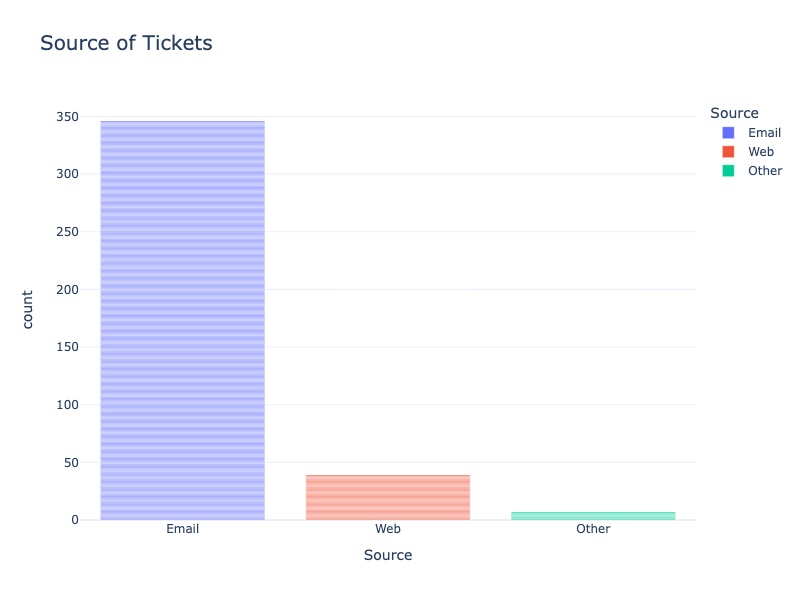 Source of Tickets
Source
Email
Web
Other
350
300
250
200
150
100
50
0
count
Email
Web
Other
Source